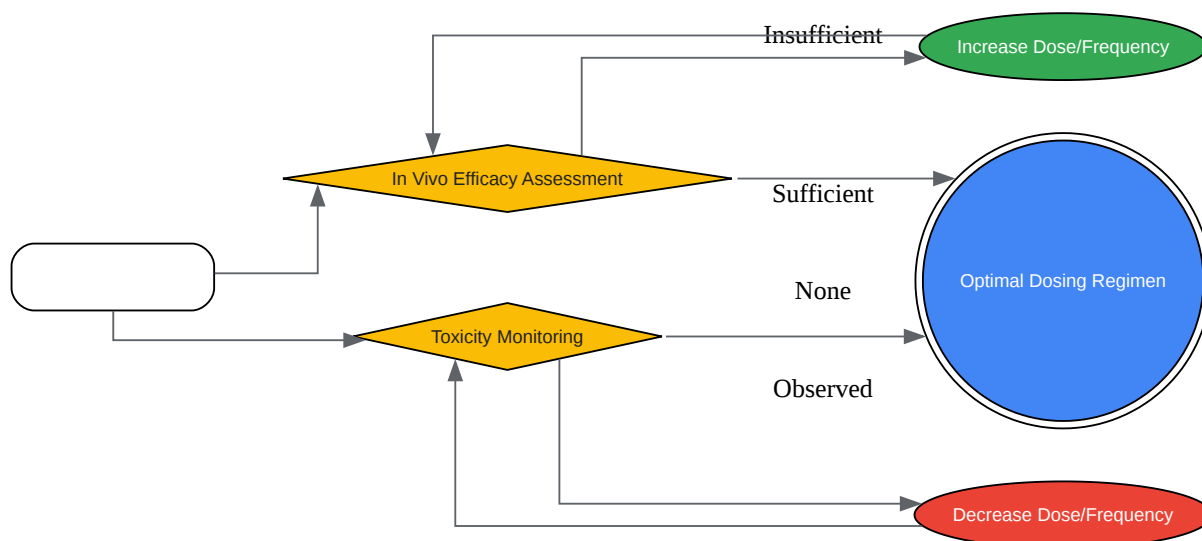 Insufficient
Increase Dose/Frequency
In Vivo Efficacy Assessment
Sufficient
None
Optimal Dosing Regimen
Toxicity Monitoring
Observed
Decrease Dose/Frequency